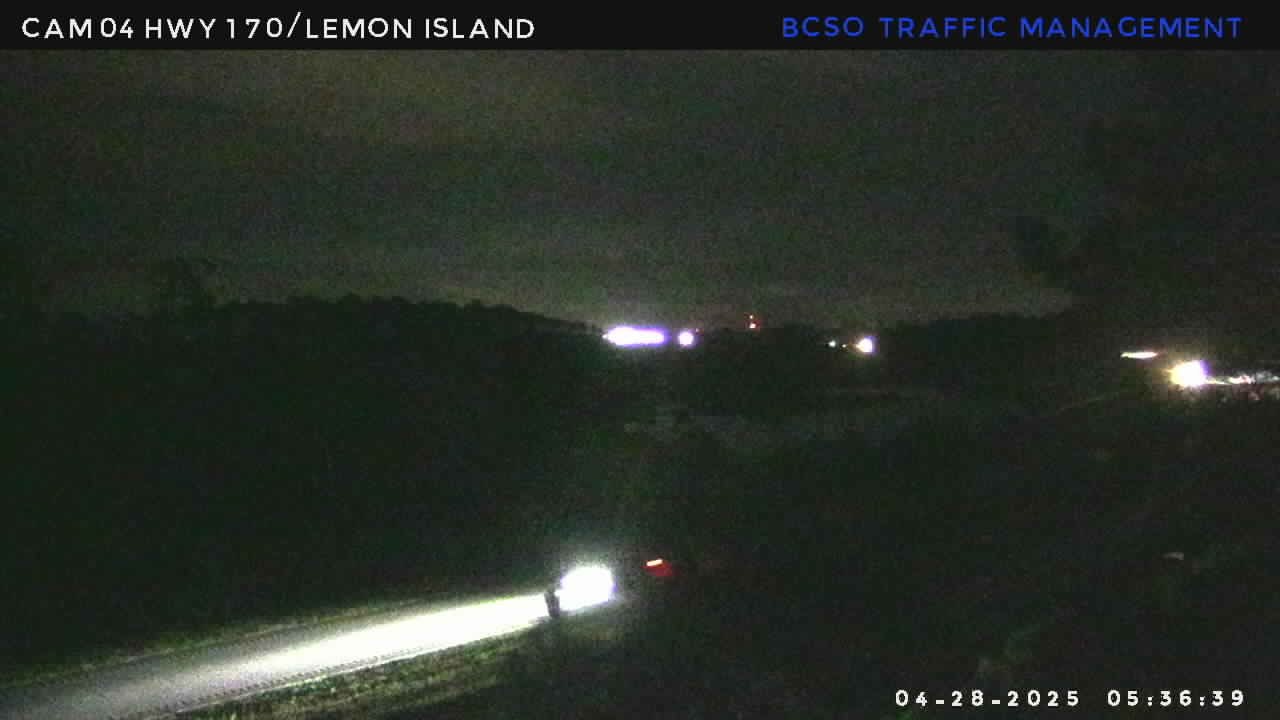 CAM04 HWY 170/LEMON ISLAND
BCSO TRAFFIC MANAGEMENT
04-28-2025 05:36:39